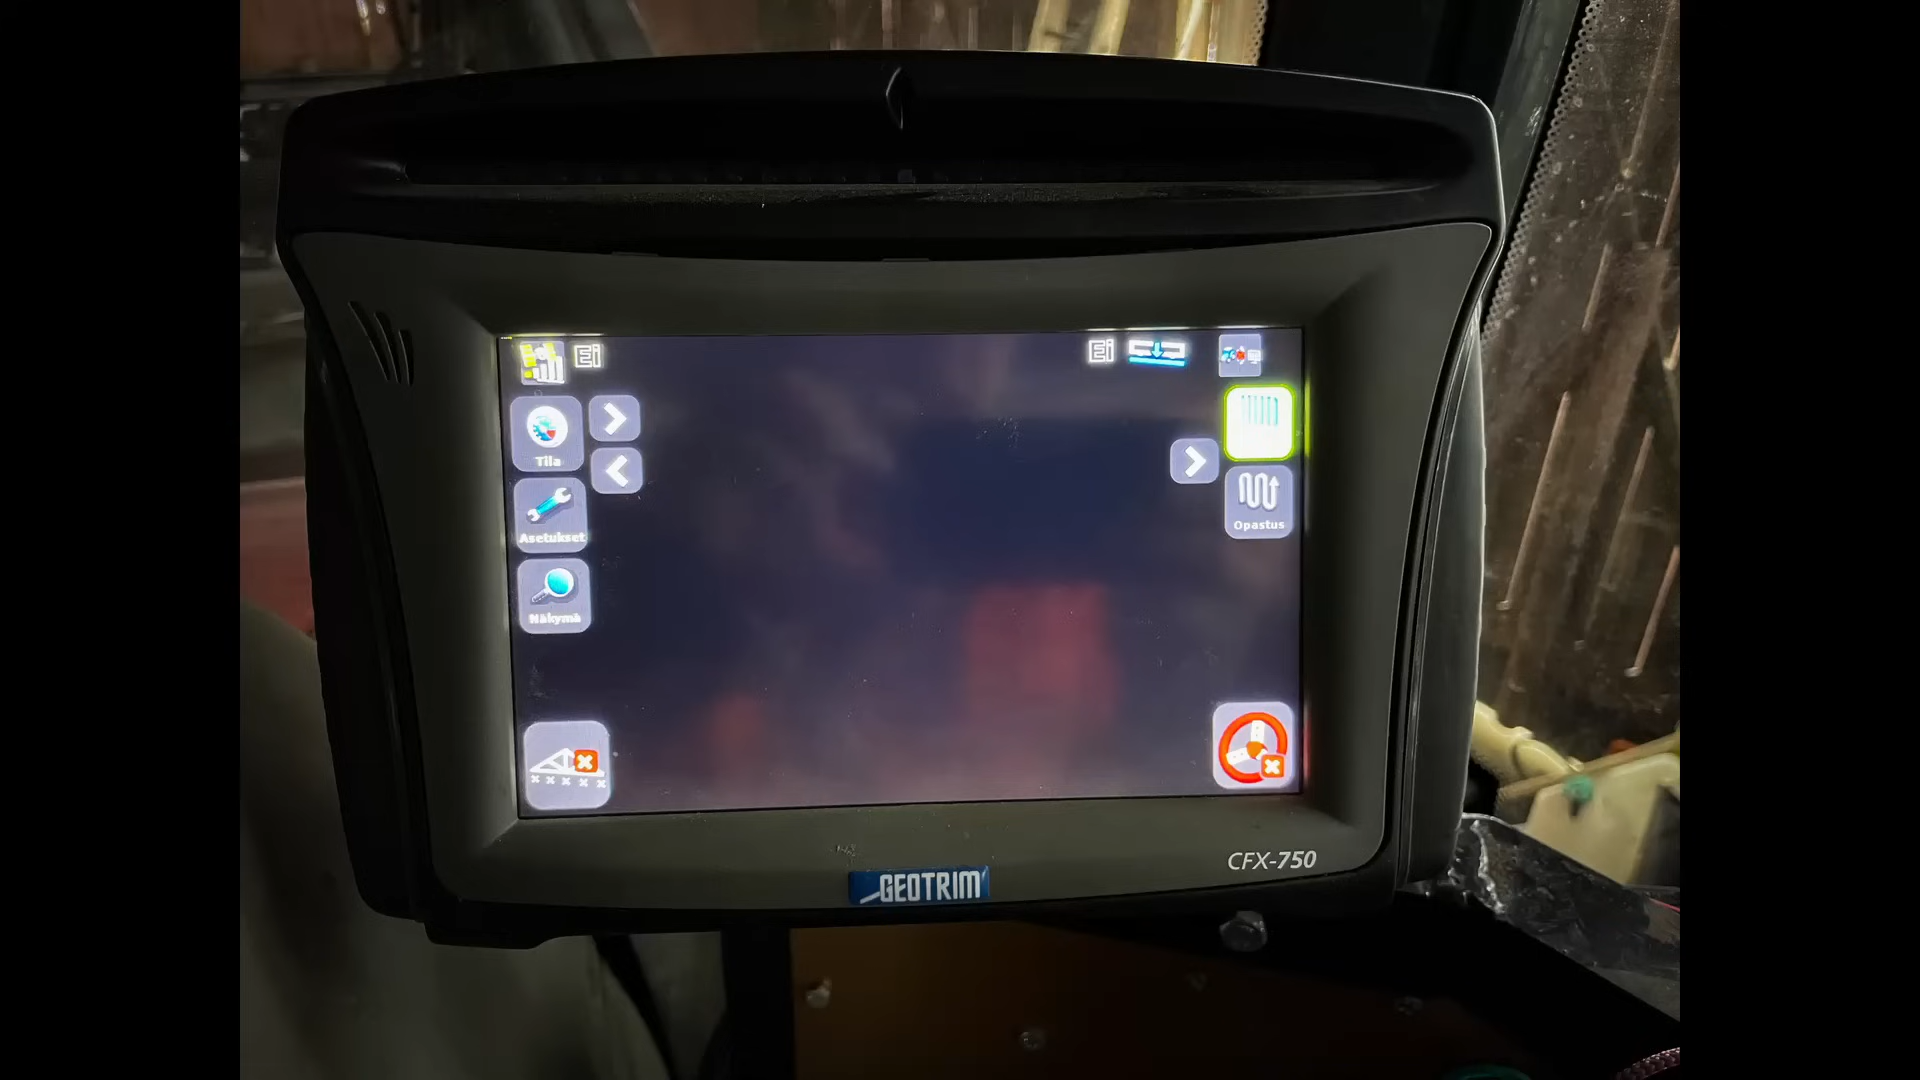 Ei
Ei
Tila
Asetukset
Opastus
Näkymä
CFX-750
GEOTRIM